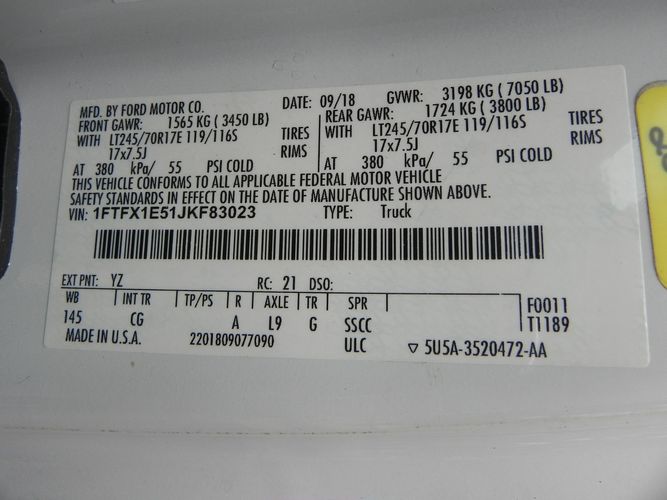 MFD. BY FORD MOTOR CO. DATE: 09/18 GVWR: 3198 KG ( 7050 LB)
FRONT GAWR: 1565 KG ( 3450 LB) REAR GAWR: 1724 KG ( 3800 LB)
WITH LT245/70R17E 119/116S TIRES WITH LT245/70R17E 119/116S TIRES
17x7.5J RIMS 17x7.5J RIMS
AT 380 kPa/ 55 PSI COLD AT 380 kPa/ 55 PSI COLD
THIS VEHICLE CONFORMS TO ALL APPLICABLE FEDERAL MOTOR VEHICLE
SAFETY STANDARDS IN EFFECT ON THE DATE OF MANUFACTURE SHOWN ABOVE.
VIN: 1FTFX1E51JKF83023 TYPE: Truck
EXT PNT: YZ RC: 21 DSO:
WB INT TR TP/PS R AXLE TR SPR F0011
145 CG A L9 G SSCC T1189
MADE IN U.S.A. 2201809077090 ULC ▽ 5U5A-3520472-AA